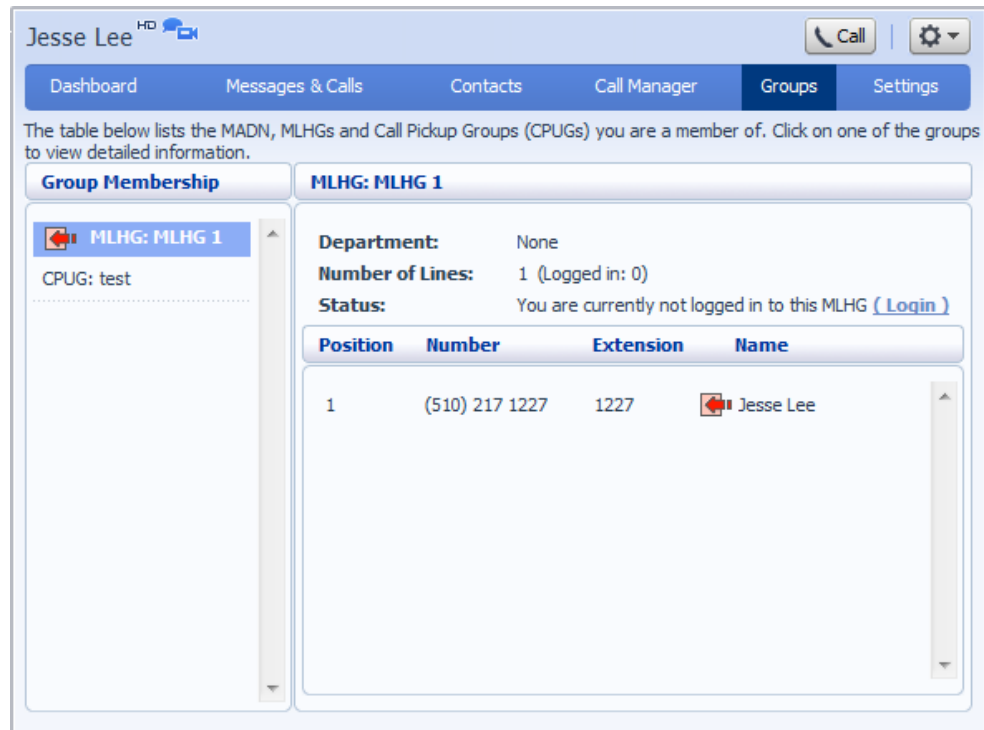 Jesse Lee HD
Call
Dashboard Messages & Calls Contacts Call Manager Groups Settings
The table below lists the MADN, MLHGs and Call Pickup Groups (CPUGs) you are a member of. Click on one of the groups
to view detailed information.
Group Membership
MLHG: MLHG 1
CPUG: test
MLHG: MLHG 1
Department: None
Number of Lines: 1 (Logged in: 0)
Status: You are currently not logged in to this MLHG ( Login )
Position Number Extension Name
1 (510) 217 1227 1227 Jesse Lee